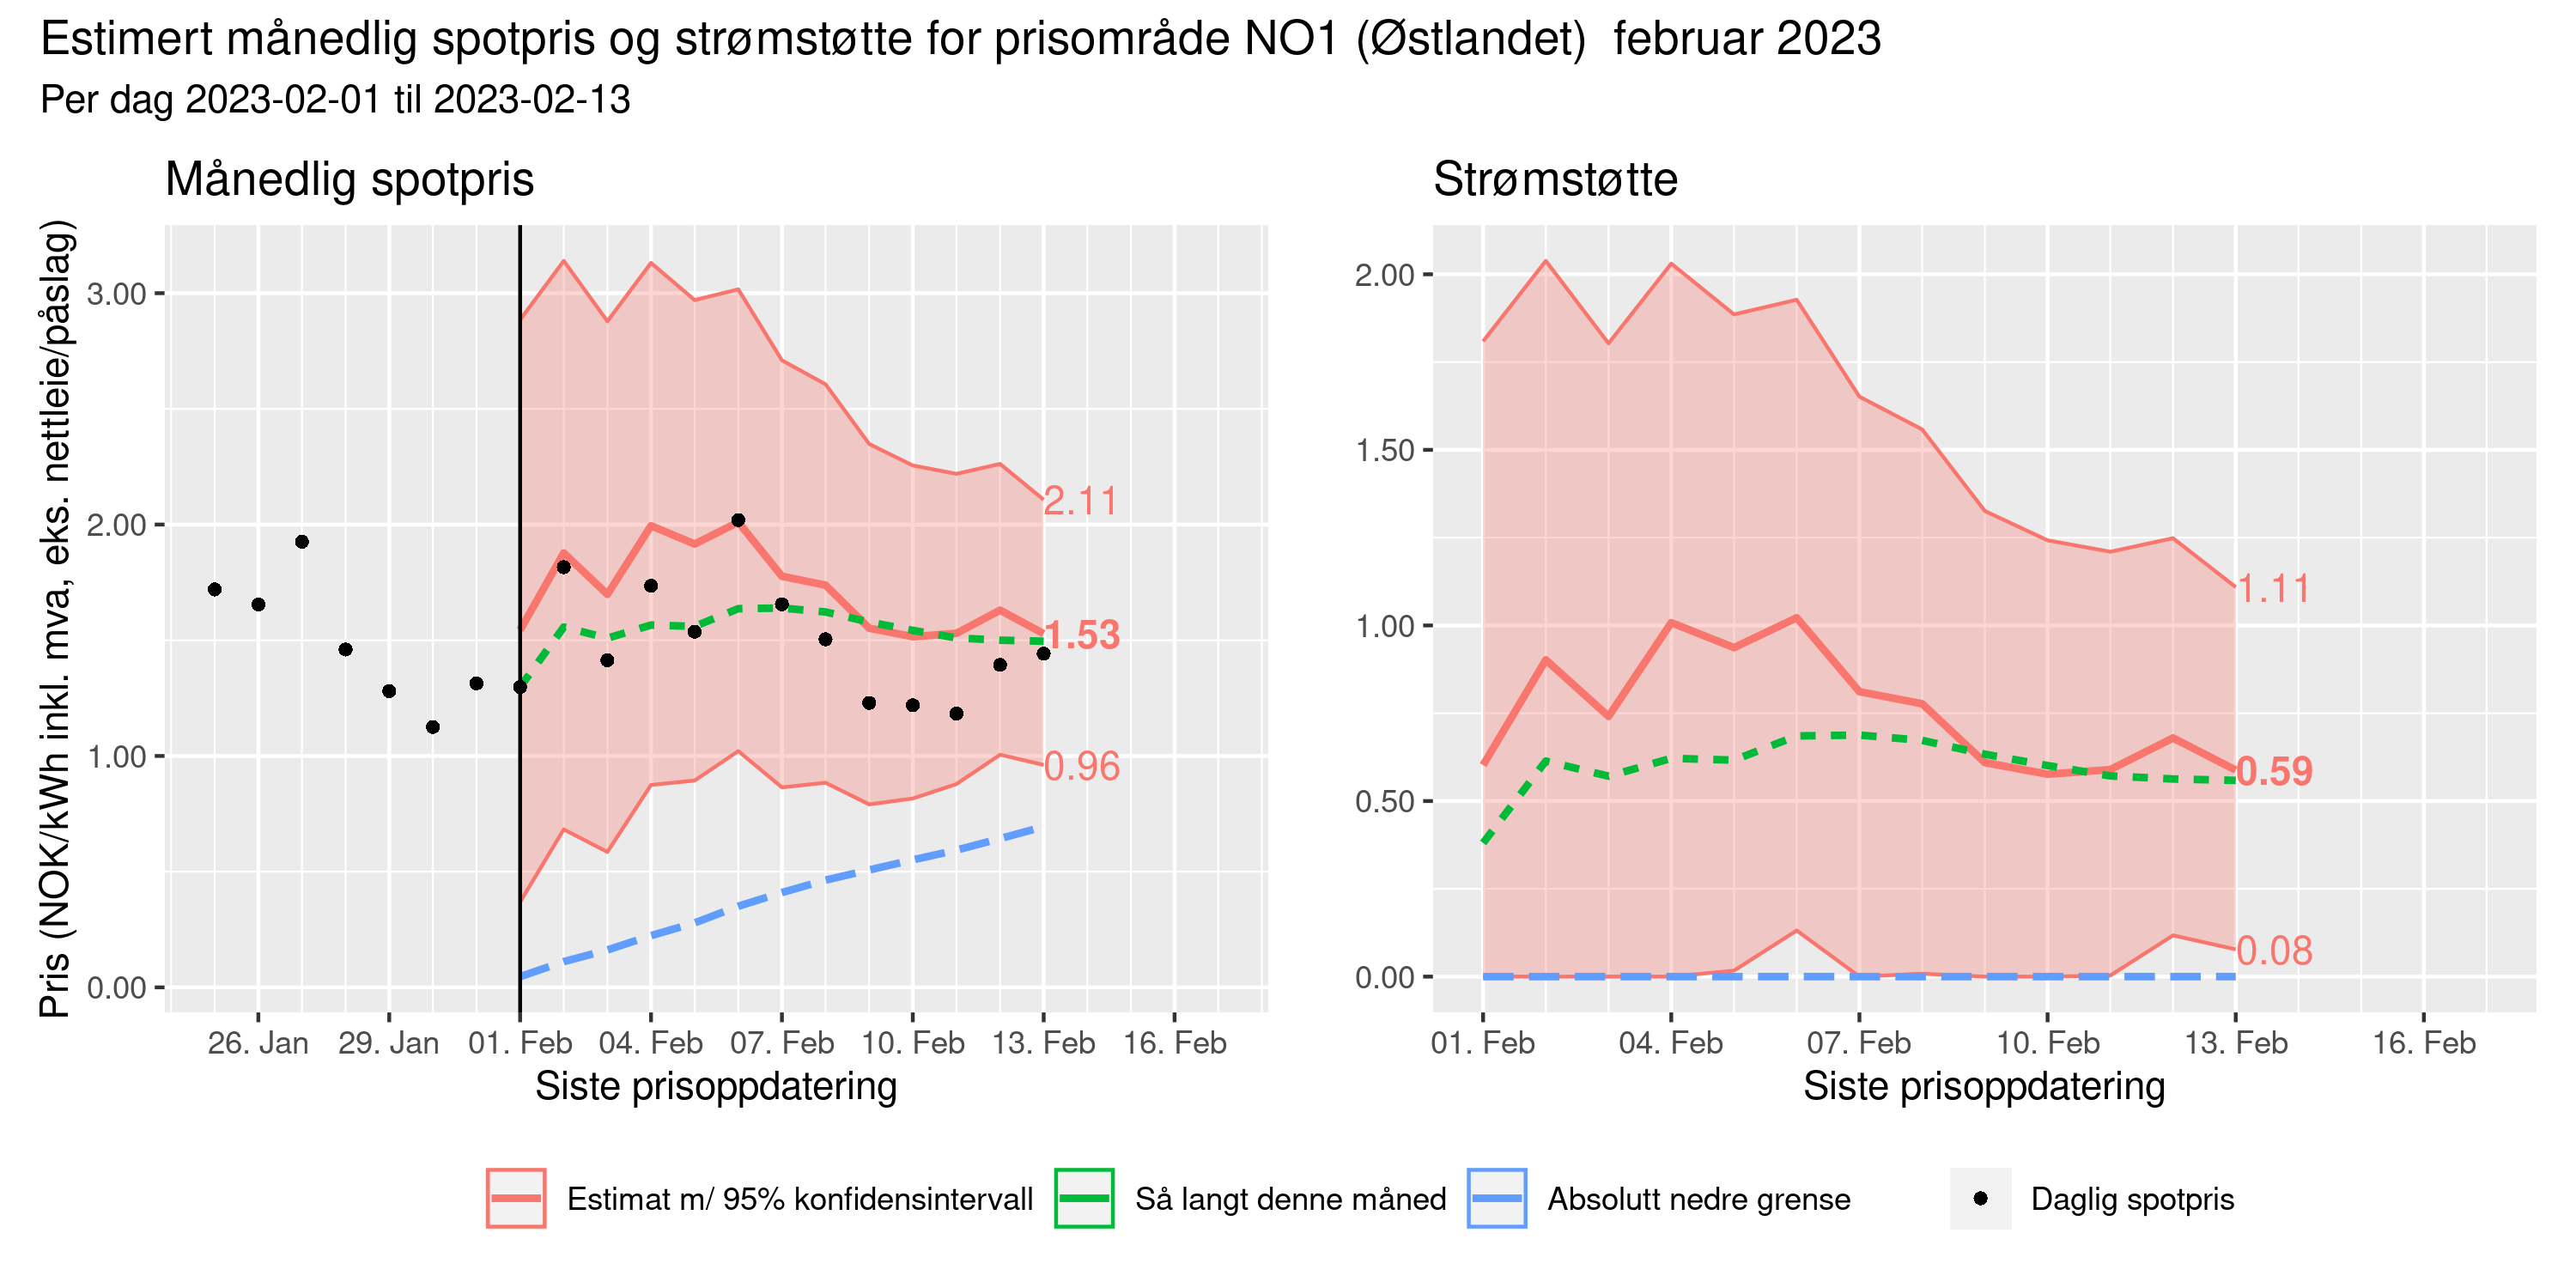 Estimert månedlig spotpris og strømstøtte for prisområde NO1 (Østlandet)  februar 2023
Per dag 2023-02-01 til 2023-02-13
Månedlig spotpris
Pris (NOK/kWh inkl. mva, eks. nettleie/påslag)
3.00
2.00
1.00
0.00
2.11
1.53
0.96
26. Jan 29. Jan 01. Feb 04. Feb 07. Feb 10. Feb 13. Feb 16. Feb
Siste prisoppdatering
Strømstøtte
2.00
1.50
1.00
0.50
0.00
1.11
0.59
0.08
01. Feb 04. Feb 07. Feb 10. Feb 13. Feb 16. Feb
Siste prisoppdatering
Estimat m/ 95% konfidensintervall Så langt denne måned Absolutt nedre grense Daglig spotpris